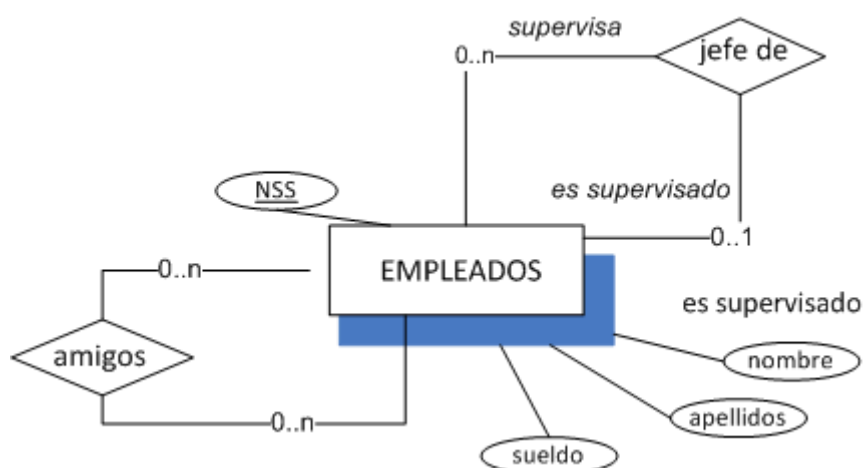 supervisa
0..n
jefe de
NSS
es supervisado
0..1
0..n
EMPLEADOS
es supervisado
amigos
nombre
0..n
apellidos
sueldo